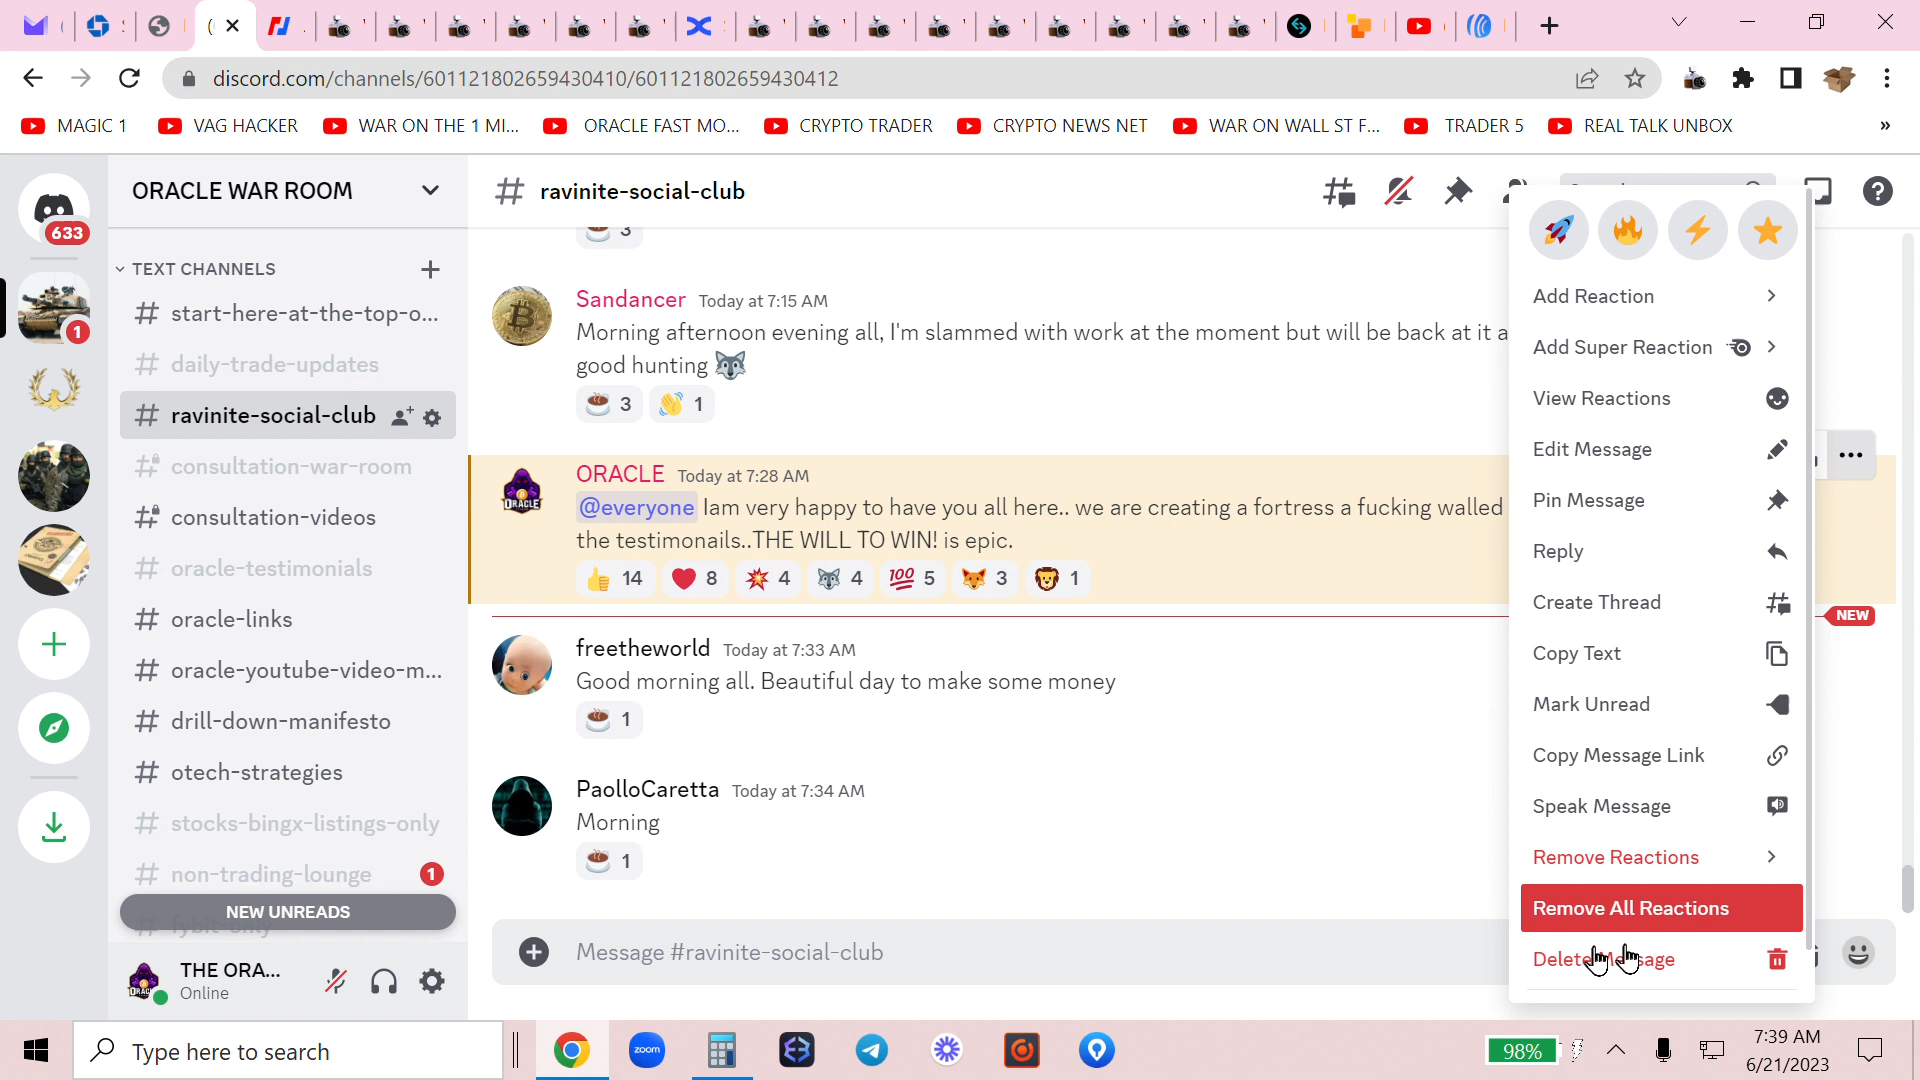 discord.com/channels/601121802659430410/601121802659430412
MAGIC 1
VAG HACKER
WAR ON THE 1 MI...
ORACLE FAST MO...
CRYPTO TRADER
CRYPTO NEWS NET
WAR ON WALL ST F...
TRADER 5
REAL TALK UNBOX
»
633
1
ORACLE WAR ROOM
TEXT CHANNELS
start-here-at-the-top-o...
daily-trade-updates
ravinite-social-club
consultation-war-room
consultation-videos
oracle-testimonials
oracle-links
oracle-youtube-video-m...
drill-down-manifesto
otech-strategies
stocks-bingx-listings-only
non-trading-lounge
1
NEW UNREADS
THE ORA...
Online
# ravinite-social-club
3
Sandancer Today at 7:15 AM
Morning afternoon evening all, I'm slammed with work at the moment but will be back at it a
good hunting
3 1
ORACLE Today at 7:28 AM
@everyone Iam very happy to have you all here.. we are creating a fortress a fucking walled
the testimonails..THE WILL TO WIN! is epic.
14 8 4 4 5 3 1
NEW
freetheworld Today at 7:33 AM
Good morning all. Beautiful day to make some money
1
PaolloCaretta Today at 7:34 AM
Morning
1
Message #ravinite-social-club
Add Reaction
Add Super Reaction
View Reactions
Edit Message
Pin Message
Reply
Create Thread
Copy Text
Mark Unread
Copy Message Link
Speak Message
Remove Reactions
Remove All Reactions
Delete Message
Type here to search
zoom
98%
7:39 AM
6/21/2023